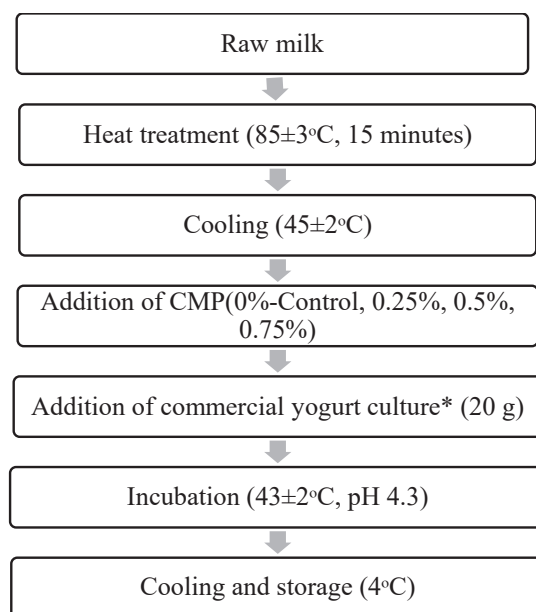 Raw milk
Heat treatment (85±3ºC, 15 minutes)
Cooling (45±2ºC)
Addition of CMP(0%-Control, 0.25%, 0.5%,
0.75%)
Addition of commercial yogurt culture* (20 g)
Incubation (43±2ºC, pH 4.3)
Cooling and storage (4ºC)